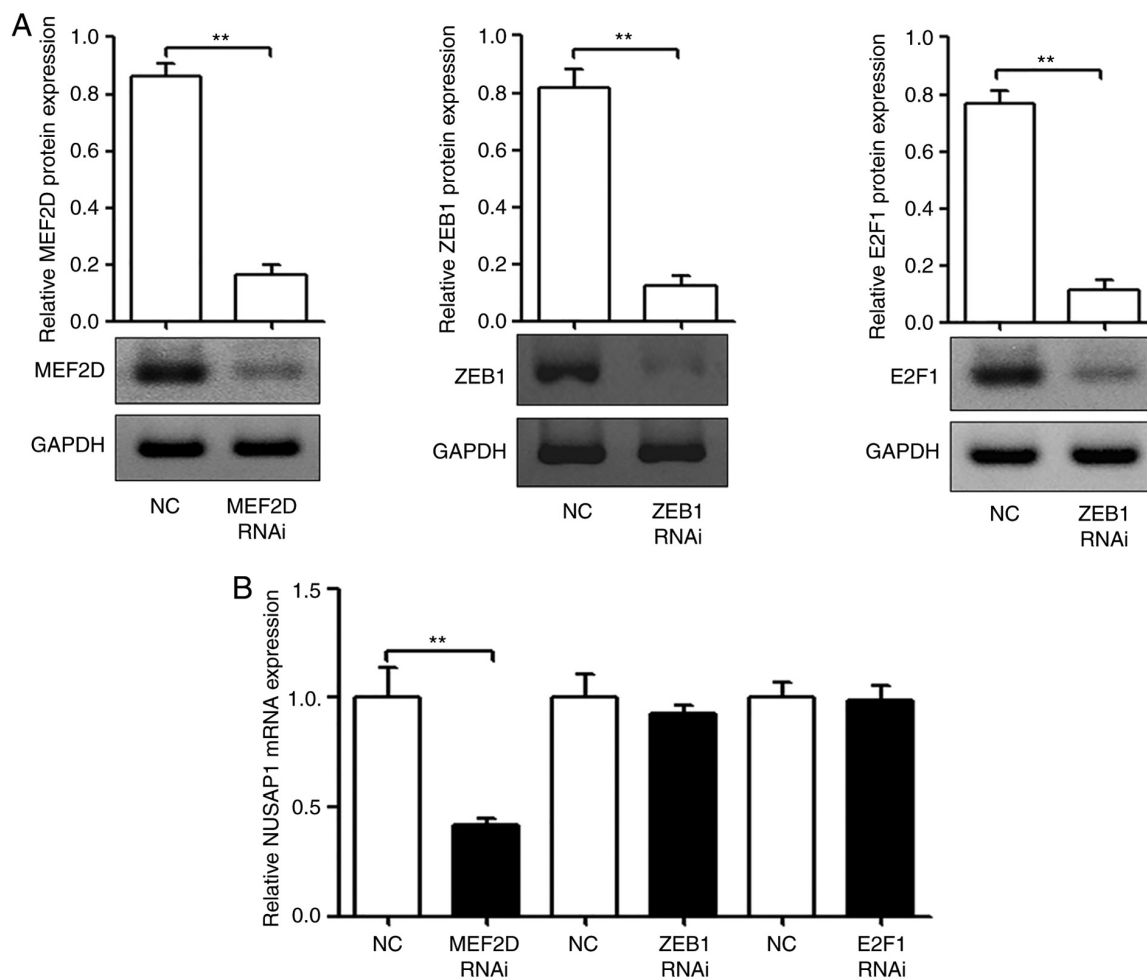 A
Relative MEF2D protein expression
1.0
0.8
0.6
0.4
0.2
0.0
**
MEF2D
GAPDH
NC
MEF2D
RNAi
Relative ZEB1 protein expression
1.0
0.8
0.6
0.4
0.2
0.0
**
ZEB1
GAPDH
NC
ZEB1
RNAi
Relative E2F1 protein expression
1.0
0.8
0.6
0.4
0.2
0.0
**
E2F1
GAPDH
NC
ZEB1
RNAi
B
Relative NUSAP1 mRNA expression
1.5
1.0
0.5
0.0
**
NC
MEF2D
RNAi
NC
ZEB1
RNAi
NC
E2F1
RNAi